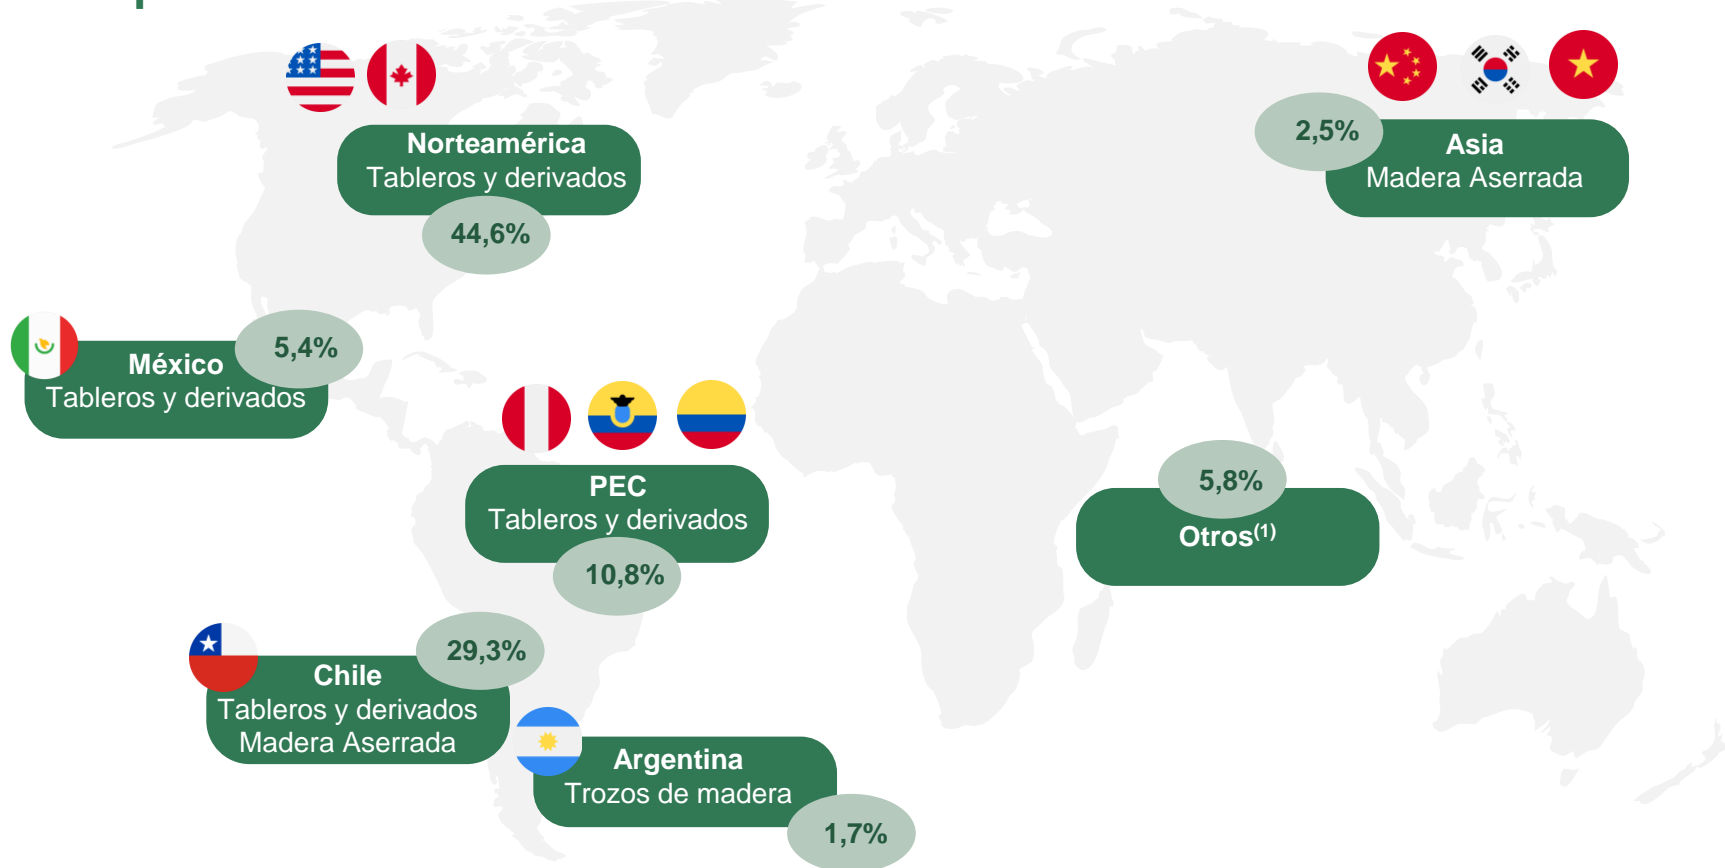 Norteamérica
Tableros y derivados
44,6%
2,5%
Asia
Madera Aserrada
5,4%
México
Tableros y derivados
PEC
Tableros y derivados
10,8%
5,8%
Otros(1)
29,3%
Chile
Tableros y derivados
Madera Aserrada
Argentina
Trozos de madera
1,7%